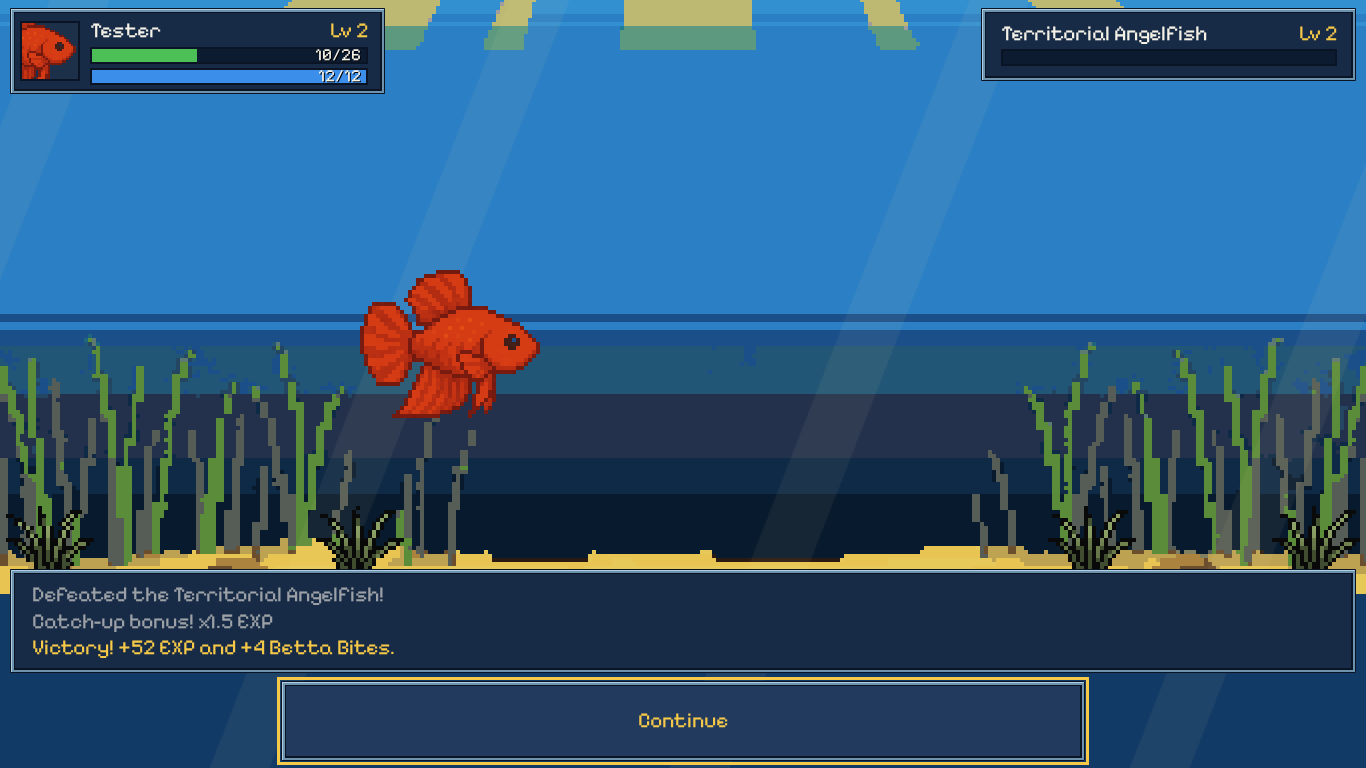 Tester Lv 2
10/26
12/12
Territorial Angelfish Lv 2
Defeated the Territorial Angelfish!
Catch-up bonus! x1.5 EXP
Victory! +52 EXP and +4 Betta Bites.
Continue